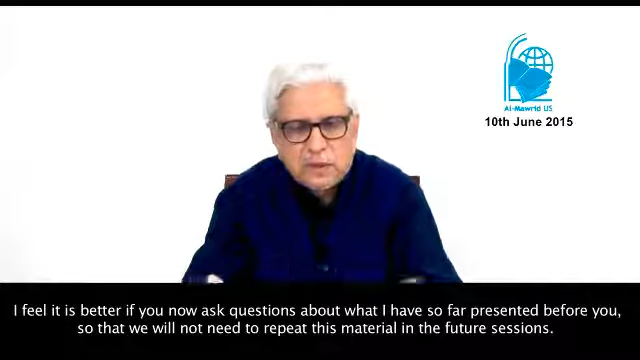 Al-Mawrid US
10th June 2015
I feel it is better if you now ask questions about what I have so far presented before you,
so that we will not need to repeat this material in the future sessions.